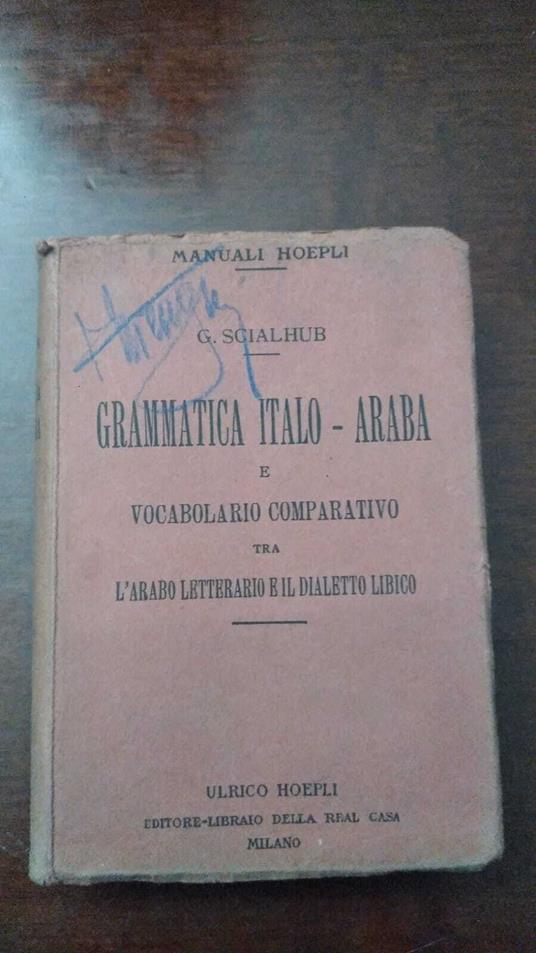 MANUALI HOEPLI
G. SCIALHUB
GRAMMATICA ITALO - ARABA
E
VOCABOLARIO COMPARATIVO
TRA
L'ARABO LETTERARIO E IL DIALETTO LIBICO
ULRICO HOEPLI
EDITORE-LIBRAIO DELLA REAL CASA
MILANO